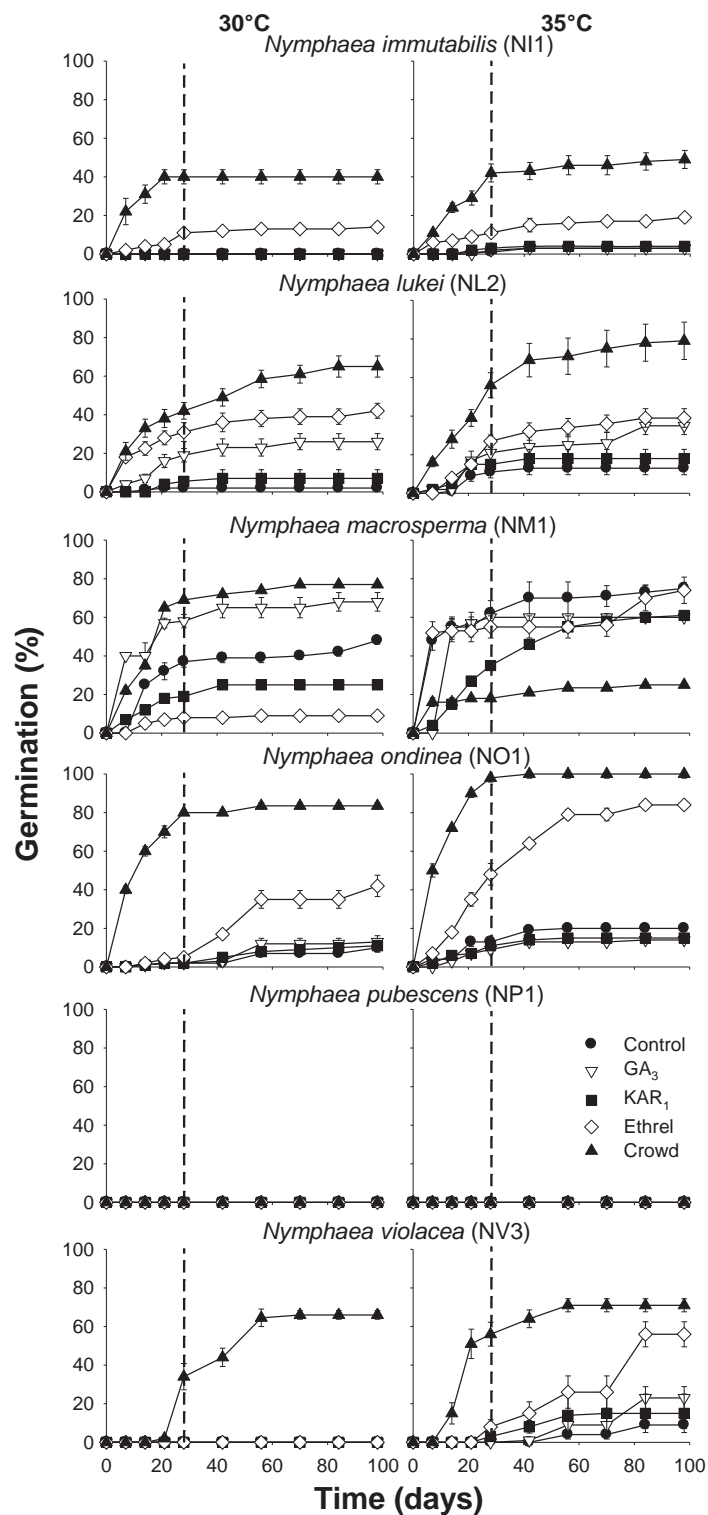 30°C 35°C
Nymphaea immutabilis (NI1)
100
80
60
40
20
0
Nymphaea lukei (NL2)
100
80
60
40
20
0
Nymphaea macrosperma (NM1)
100
80
60
40
20
0
Nymphaea ondinea (NO1)
100
80
60
40
20
0
Germination (%)
Nymphaea pubescens (NP1)
100
80
60
40
20
0
Control
GA3
KAR1
Ethrel
Crowd
Nymphaea violacea (NV3)
100
80
60
40
20
0
0 20 40 60 80 100 0 20 40 60 80 100
Time (days)